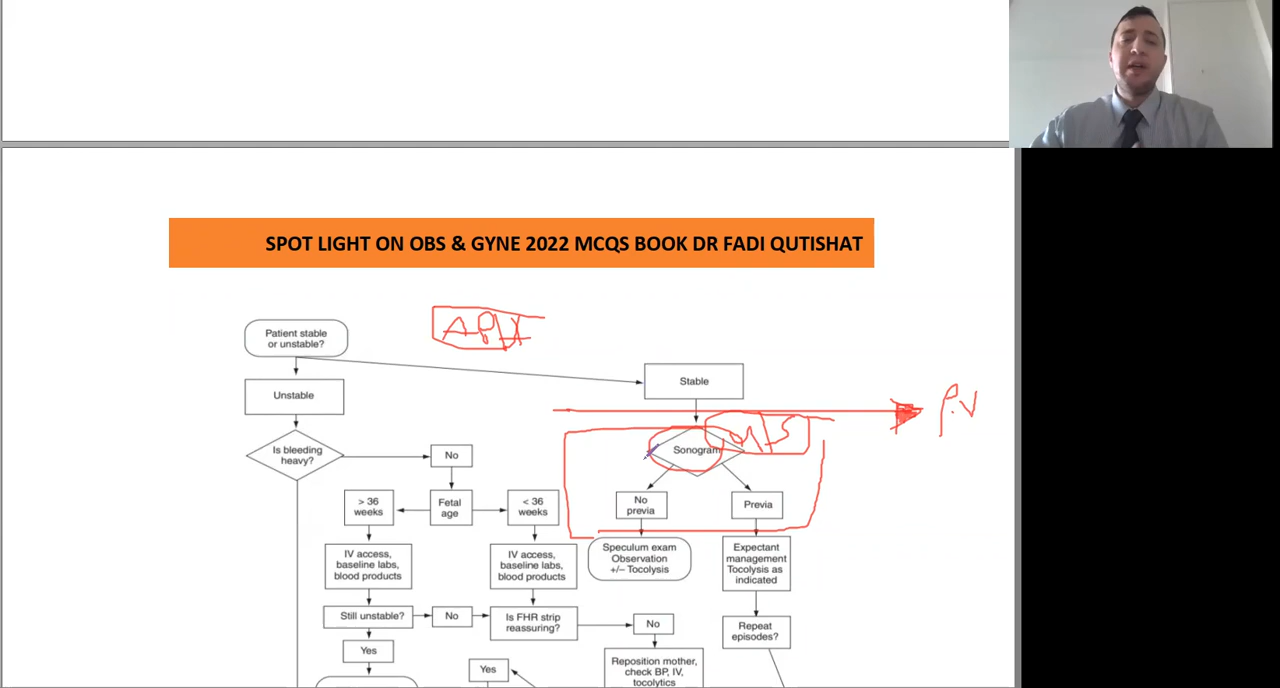 SPOT LIGHT ON OBS & GYNE 2022 MCQS BOOK DR FADI QUTISHAT
Patient stable
or unstable?
Stable
Unstable
P.V
Is bleeding
heavy?
No
Sonogram
> 36
weeks
Fetal
age
< 36
weeks
No
previa
Previa
IV access,
baseline labs,
blood products
IV access,
baseline labs,
blood products
Speculum exam
Observation
+/– Tocolysis
Expectant
management
Tocolysis as
indicated
Still unstable?
No
Is FHR strip
reassuring?
No
Repeat
episodes?
Yes
Yes
Reposition mother,
check BP, IV,
tocolytics